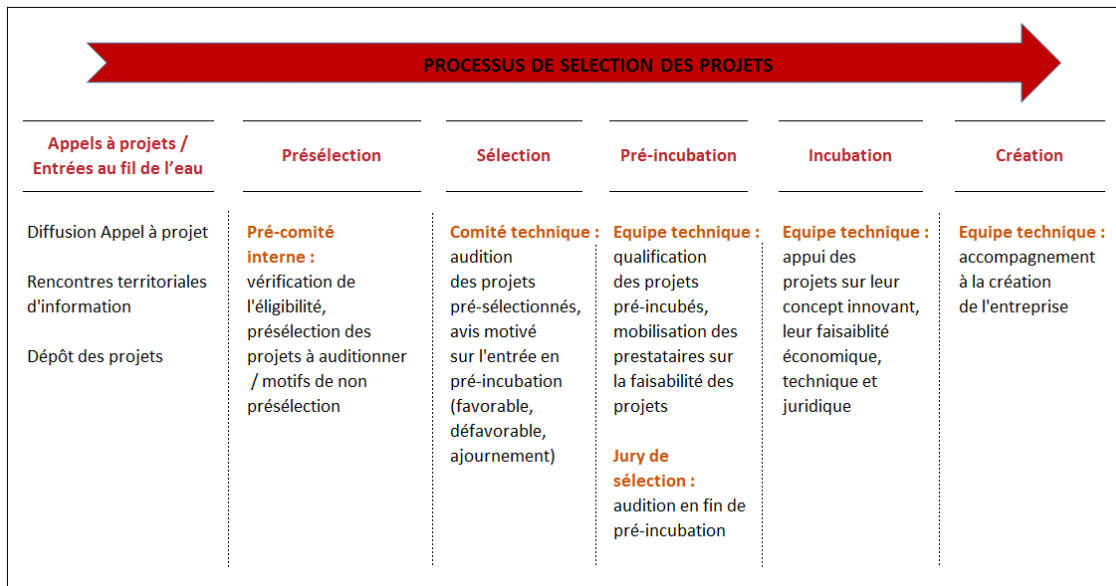 PROCESSUS DE SELECTION DES PROJETS
Appels à projets /
Entrées au fil de l'eau
Présélection
Sélection
Pré-incubation
Incubation
Création
Diffusion Appel à projet
Rencontres territoriales
d'information
Dépôt des projets
Pré-comité
interne :
vérification de
l'éligibilité,
présélection des
projets à auditionner
/ motifs de non
présélection
Comité technique :
audition
des projets
pré-sélectionnés,
avis motivé
sur l'entrée en
pré-incubation
(favorable,
défavorable,
ajournement)
Equipe technique :
qualification
des projets
pré-incubés,
mobilisation des
prestataires sur
la faisabilité des
projets
Jury de
sélection :
audition en fin de
pré-incubation
Equipe technique :
appui des
projets sur leur
concept innovant,
leur faisaiblité
économique,
technique et
juridique
Equipe technique :
accompagnement
à la création
de l'entreprise